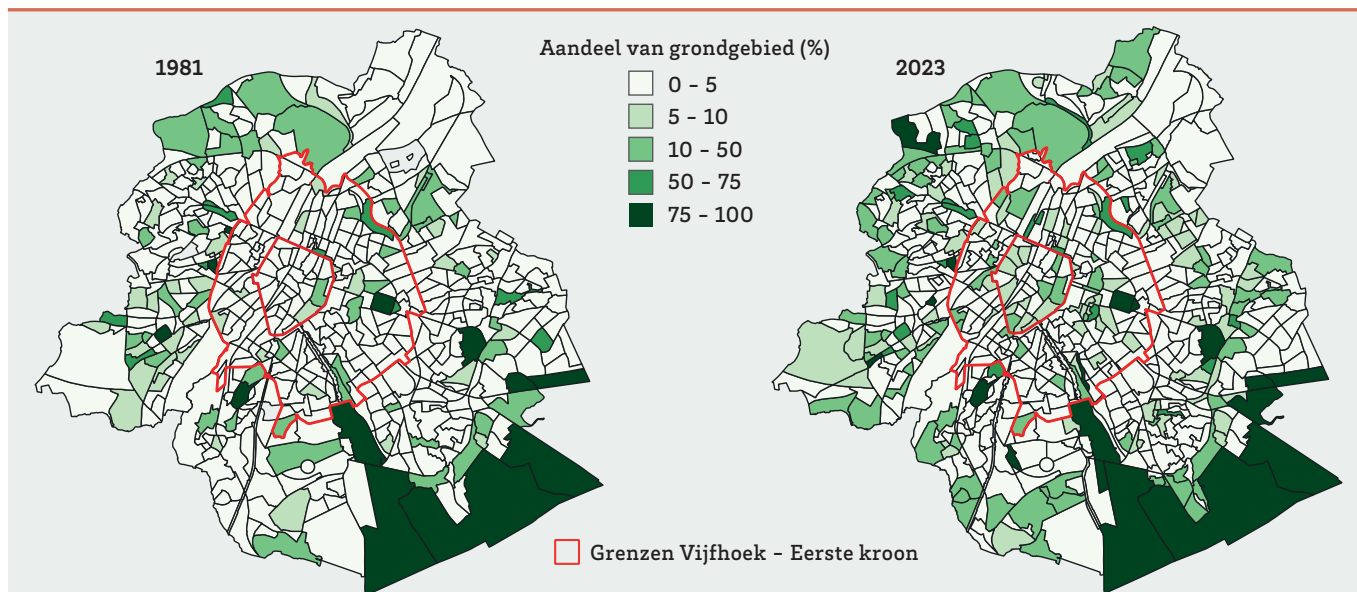 1981
Aandeel van grondgebied (%)
0 - 5
5 - 10
10 - 50
50 - 75
75 - 100
2023
Grenzen Vijfhoek - Eerste kroon